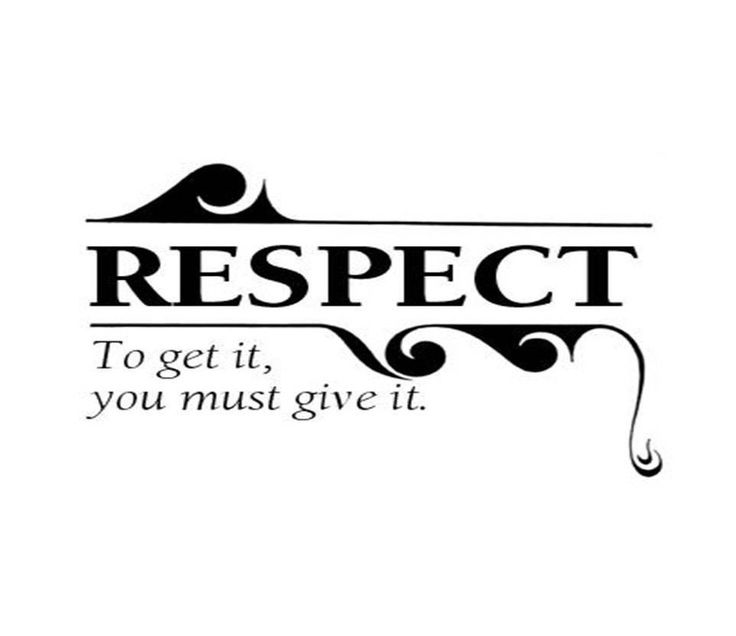 RESPECT
To get it,
you must give it.